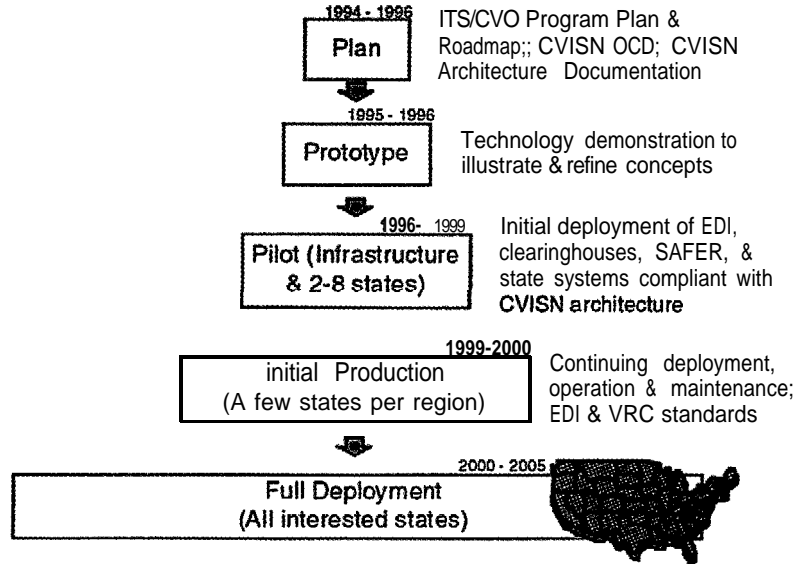 1994 - 1996
Plan
ITS/CVO Program Plan &
Roadmap;; CVISN OCD; CVISN
Architecture Documentation
1995 - 1996
Prototype
Technology demonstration to
illustrate & refine concepts
1996- 1999
Pilot (Infrastructure
& 2-8 states)
Initial deployment of EDI,
clearinghouses, SAFER, &
state systems compliant with
CVISN architecture
1999-2000
initial Production
(A few states per region)
Continuing deployment,
operation & maintenance;
EDI & VRC standards
2000 - 2005
Full Deployment
(All interested states)